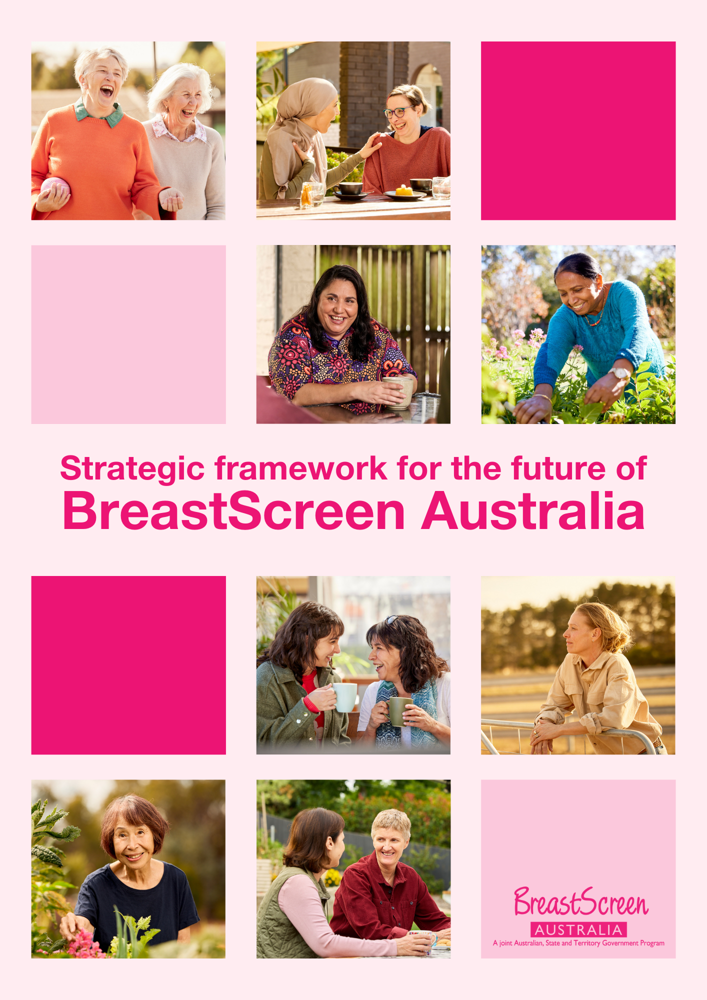 Strategic framework for the future of
BreastScreen Australia
BreastScreen
AUSTRALIA
A joint Australian, State and Territory Government Program